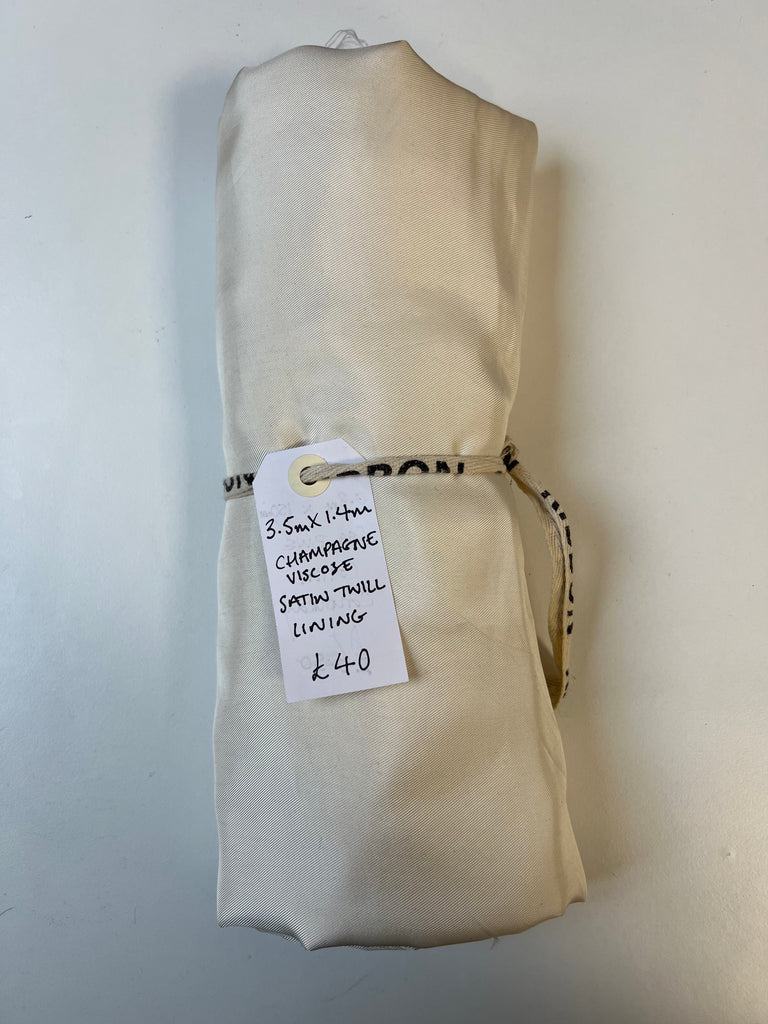 3.5m X 1.4m
CHAMPAGNE
VISCOSE
SATIN TWILL
LINING
£40